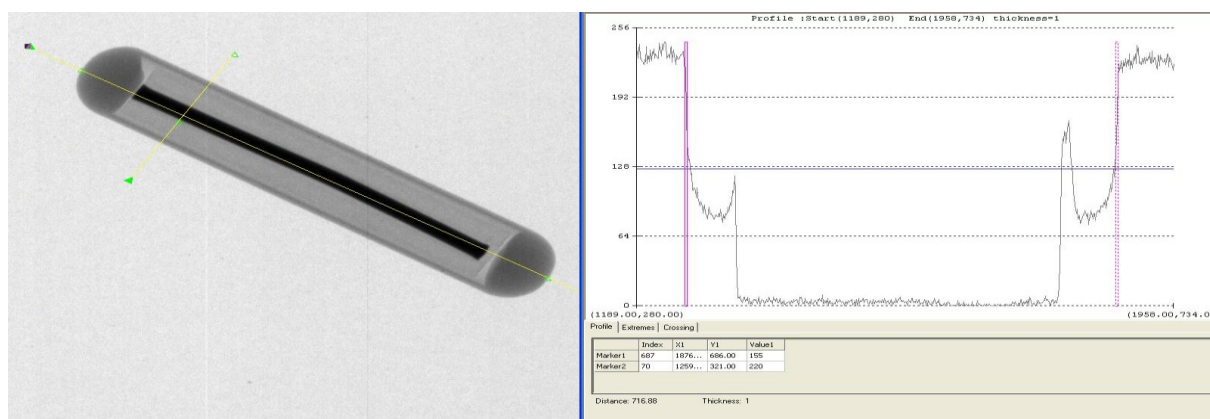 Profile :Start(1189,280) End(1958,734) thickness=1
256
192
128
64
0
(1189.00,280.00) (1958.00,734.0
Profile Extremes Crossing
Index X1 Y1 Value1
Marker1 687 1876... 686.00 155
Marker2 70 1259... 321.00 220
Distance: 716.88 Thickness: 1